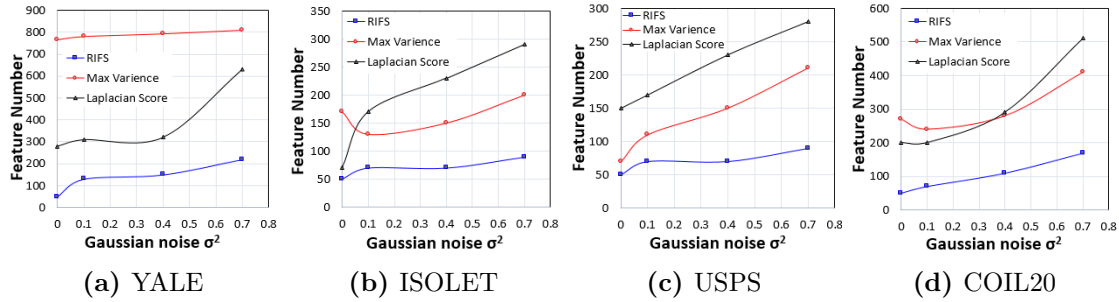 900
800
700
600
500
400
300
200
100
0
Feature Number
RIFS
Max Varience
Laplacian Score
0 0.1 0.2 0.3 0.4 0.5 0.6 0.7 0.8
Gaussian noise σ²
(a) YALE
350
300
250
200
150
100
50
0
Feature Number
RIFS
Max Varience
Laplacian Score
0 0.1 0.2 0.3 0.4 0.5 0.6 0.7 0.8
Gaussian noise σ²
(b) ISOLET
300
250
200
150
100
50
0
Feature Number
RIFS
Max Varience
Laplacian Score
0 0.1 0.2 0.3 0.4 0.5 0.6 0.7 0.8
Gaussian noise σ²
(c) USPS
600
500
400
300
200
100
0
Feature Number
RIFS
Max Varience
Laplacian Score
0 0.1 0.2 0.3 0.4 0.5 0.6 0.7 0.8
Gaussian noise σ²
(d) COIL20